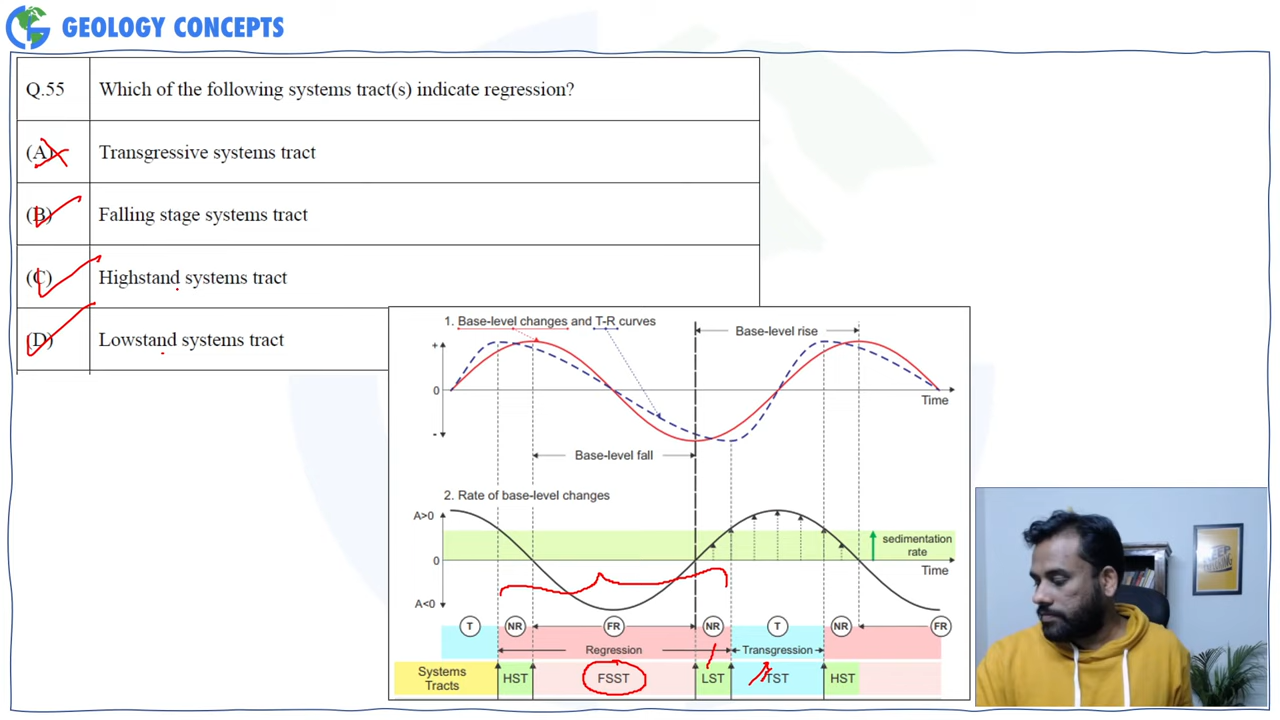 GEOLOGY CONCEPTS
Q.55 Which of the following systems tract(s) indicate regression?
(A) Transgressive systems tract
(B) Falling stage systems tract
(C) Highstand systems tract
(D) Lowstand systems tract
1. Base-level changes and T-R curves
Base-level rise
+
0
-
Time
Base-level fall
2. Rate of base-level changes
A>0
0
A<0
sedimentation
rate
Time
T NR FR NR T NR FR
Regression Transgression
Systems
Tracts
HST FSST LST TST HST
KEEP